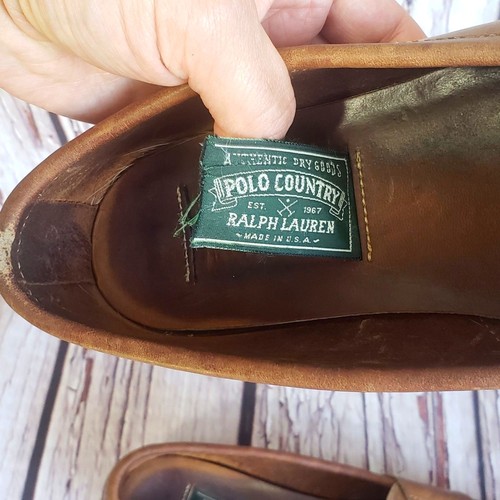 AUTHENTIC DRY GOODS
POLO COUNTRY
EST. 1967
RALPH LAUREN
~ MADE IN U.S.A. ~